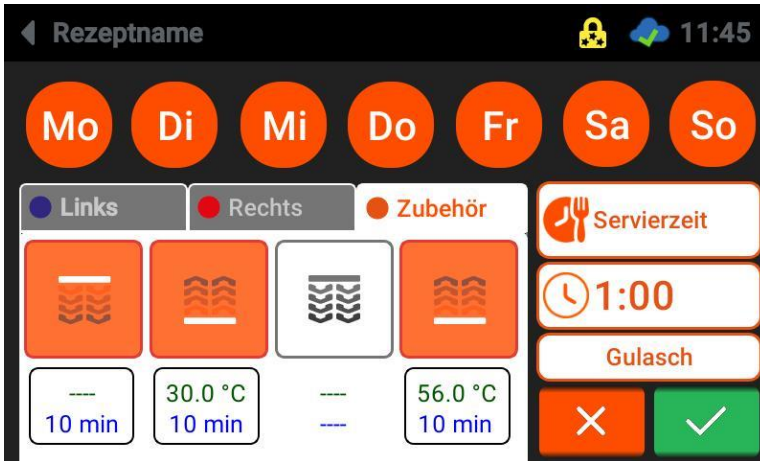 Rezeptname 11:45
Mo Di Mi Do Fr Sa So
Links Rechts Zubehör
Servierzeit
1:00
Gulasch
---- 30.0 °C ---- 56.0 °C
10 min 10 min ---- 10 min